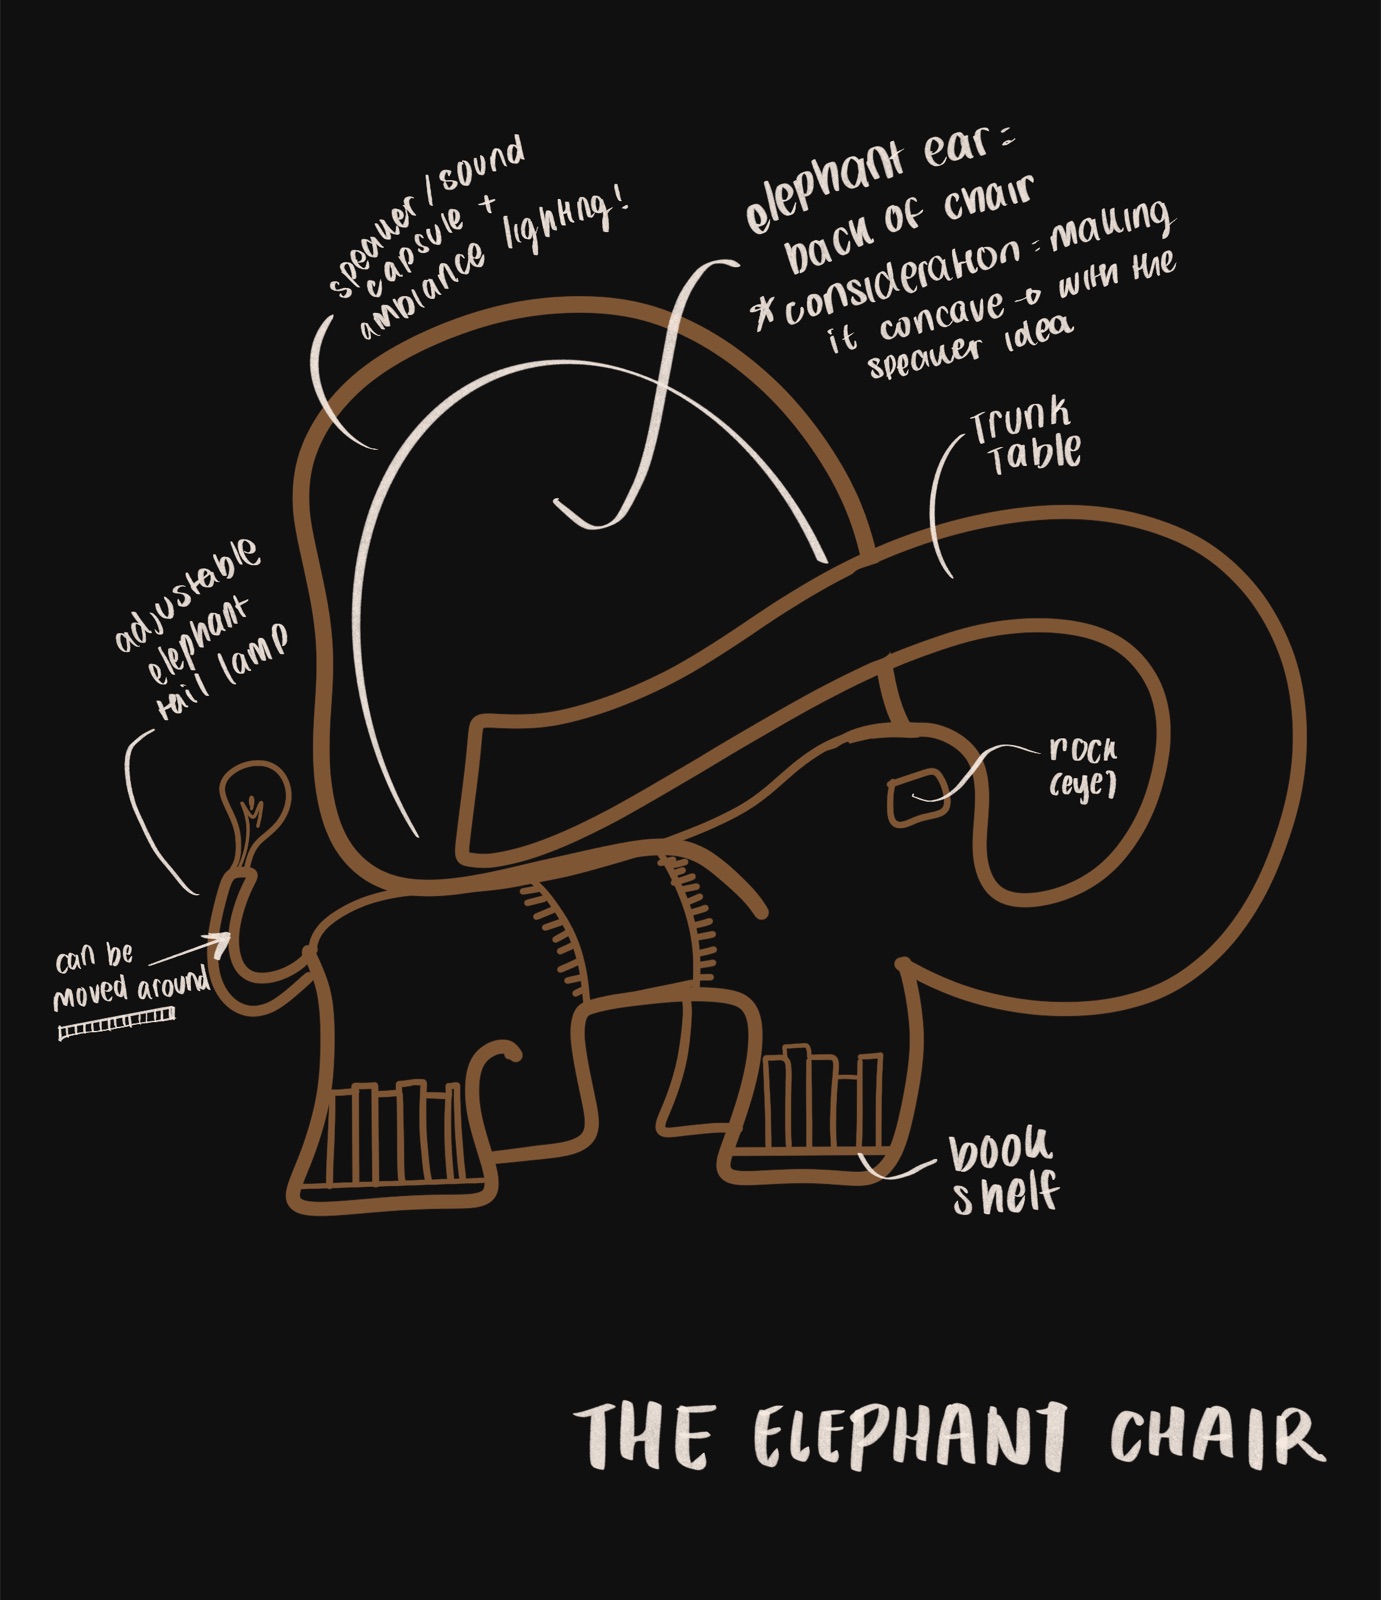 speaker / sound
capsule +
ambiance lighting!
elephant ear =
back of chair
* consideration : making
it concave → with the
speaker idea
Trunk
Table
adjustable
elephant
tail lamp
rock
(eye)
can be
moved around
book
shelf
THE ELEPHANT CHAIR